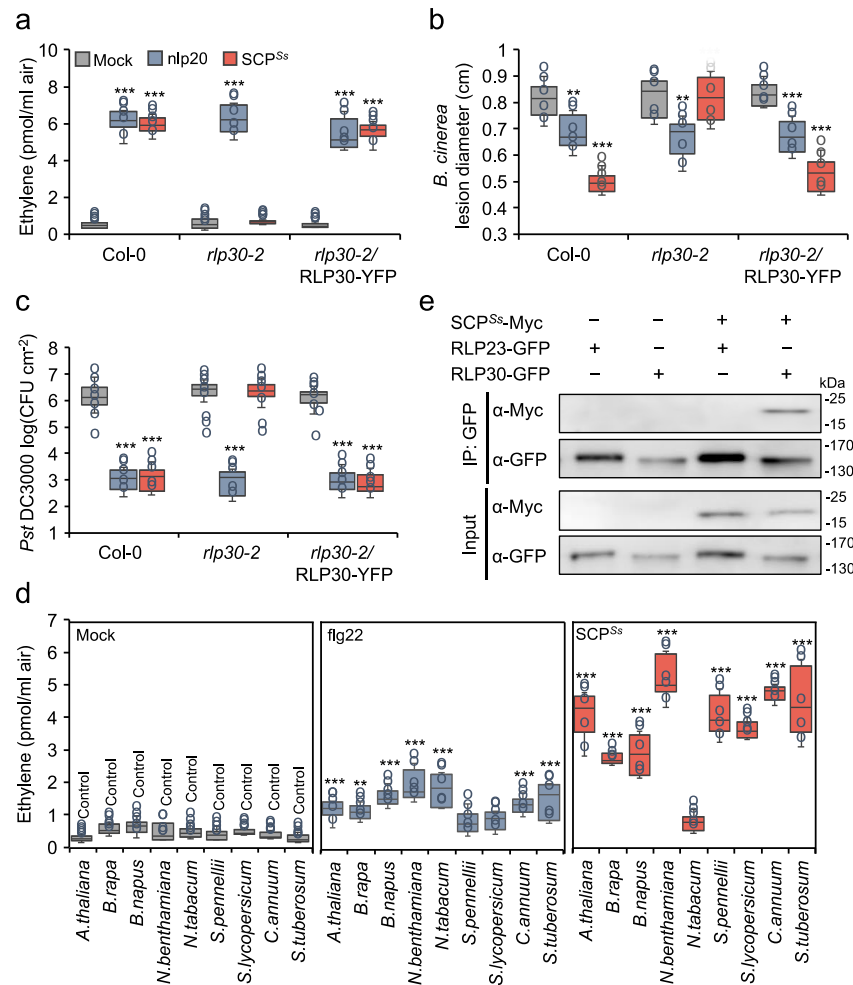 a
Mock nlp20 SCPSs
Ethylene (pmol/ml air)
10
8
6
4
2
0
*** ***
***
*** ***
Col-0 rlp30-2 rlp30-2/
RLP30-YFP
b
B. cinerea
lesion diameter (cm)
1
0.9
0.8
0.7
0.6
0.5
0.4
0.3
** ***
**
*** ***
Col-0 rlp30-2 rlp30-2/
RLP30-YFP
c
Pst DC3000 log(CFU cm-2)
8
7
6
5
4
3
2
1
*** ***
***
*** ***
Col-0 rlp30-2 rlp30-2/
RLP30-YFP
e
SCPSs-Myc – – + +
RLP23-GFP + – + –
RLP30-GFP – + – +
kDa
IP: GFP
α-Myc
-25
-15
α-GFP
-170
-130
Input
α-Myc
-25
-15
α-GFP
-170
-130
d
Ethylene (pmol/ml air)
7
6
5
4
3
2
1
0
Mock
Control Control Control Control Control Control Control Control Control
A.thaliana B.rapa B.napus N.benthamiana N.tabacum S.pennellii S.lycopersicum C.annuum S.tuberosum
flg22
*** ** *** *** *** *** ***
A.thaliana B.rapa B.napus N.benthamiana N.tabacum S.pennellii S.lycopersicum C.annuum S.tuberosum
SCPSs
*** *** *** *** *** *** *** ***
A.thaliana B.rapa B.napus N.benthamiana N.tabacum S.pennellii S.lycopersicum C.annuum S.tuberosum